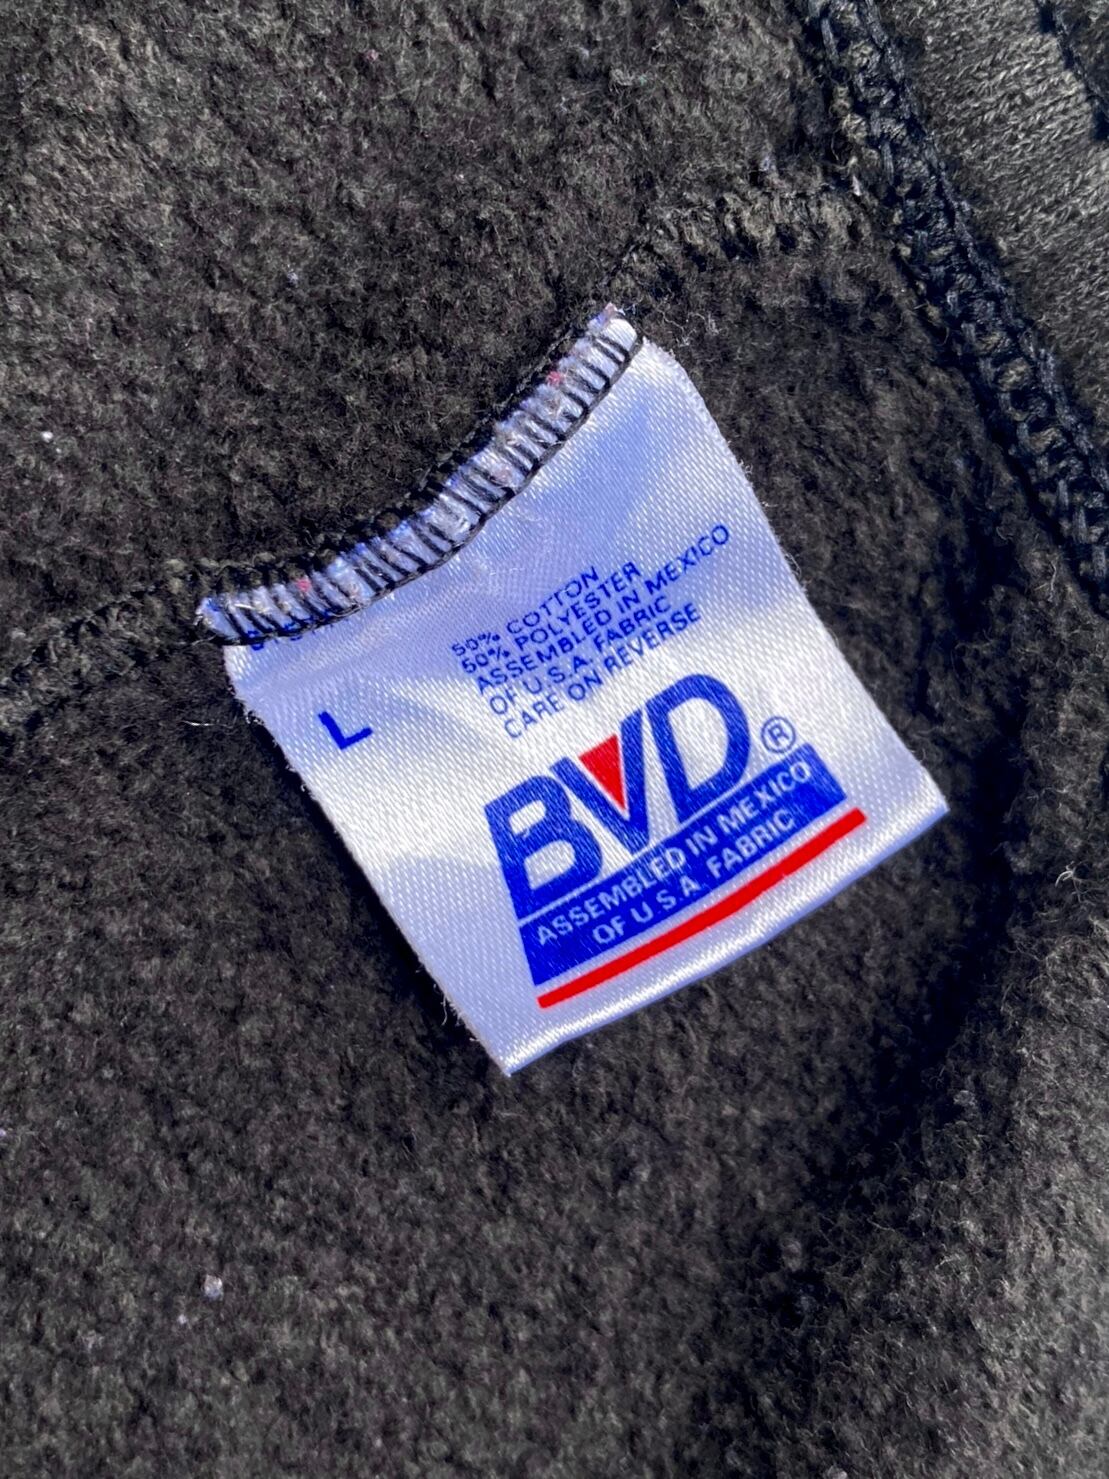 L
50% COTTON
50% POLYESTER
ASSEMBLED IN MEXICO
OF U.S.A. FABRIC
CARE ON REVERSE
BVD®
ASSEMBLED IN MEXICO
OF U.S.A. FABRIC